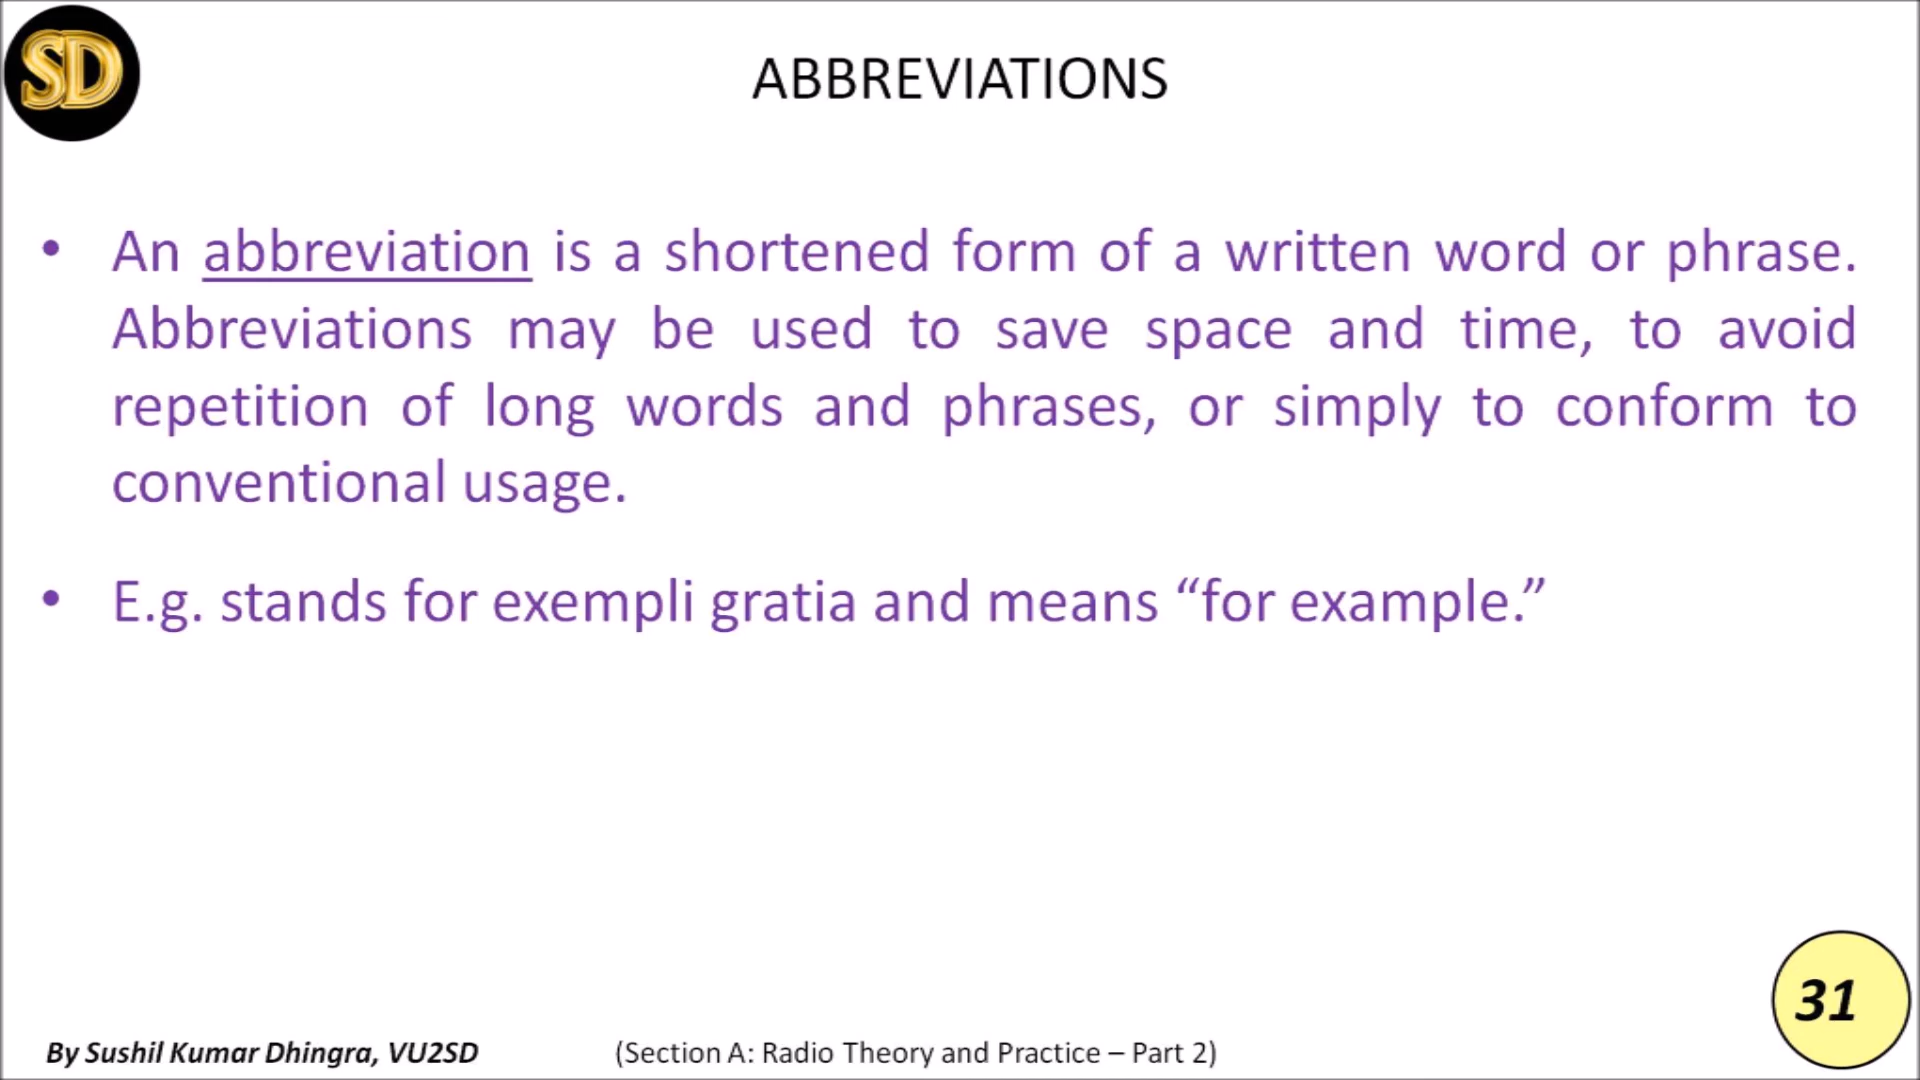 SD
ABBREVIATIONS
• An abbreviation is a shortened form of a written word or phrase.
Abbreviations may be used to save space and time, to avoid
repetition of long words and phrases, or simply to conform to
conventional usage.
• E.g. stands for exempli gratia and means “for example.”
31
By Sushil Kumar Dhingra, VU2SD (Section A: Radio Theory and Practice – Part 2)